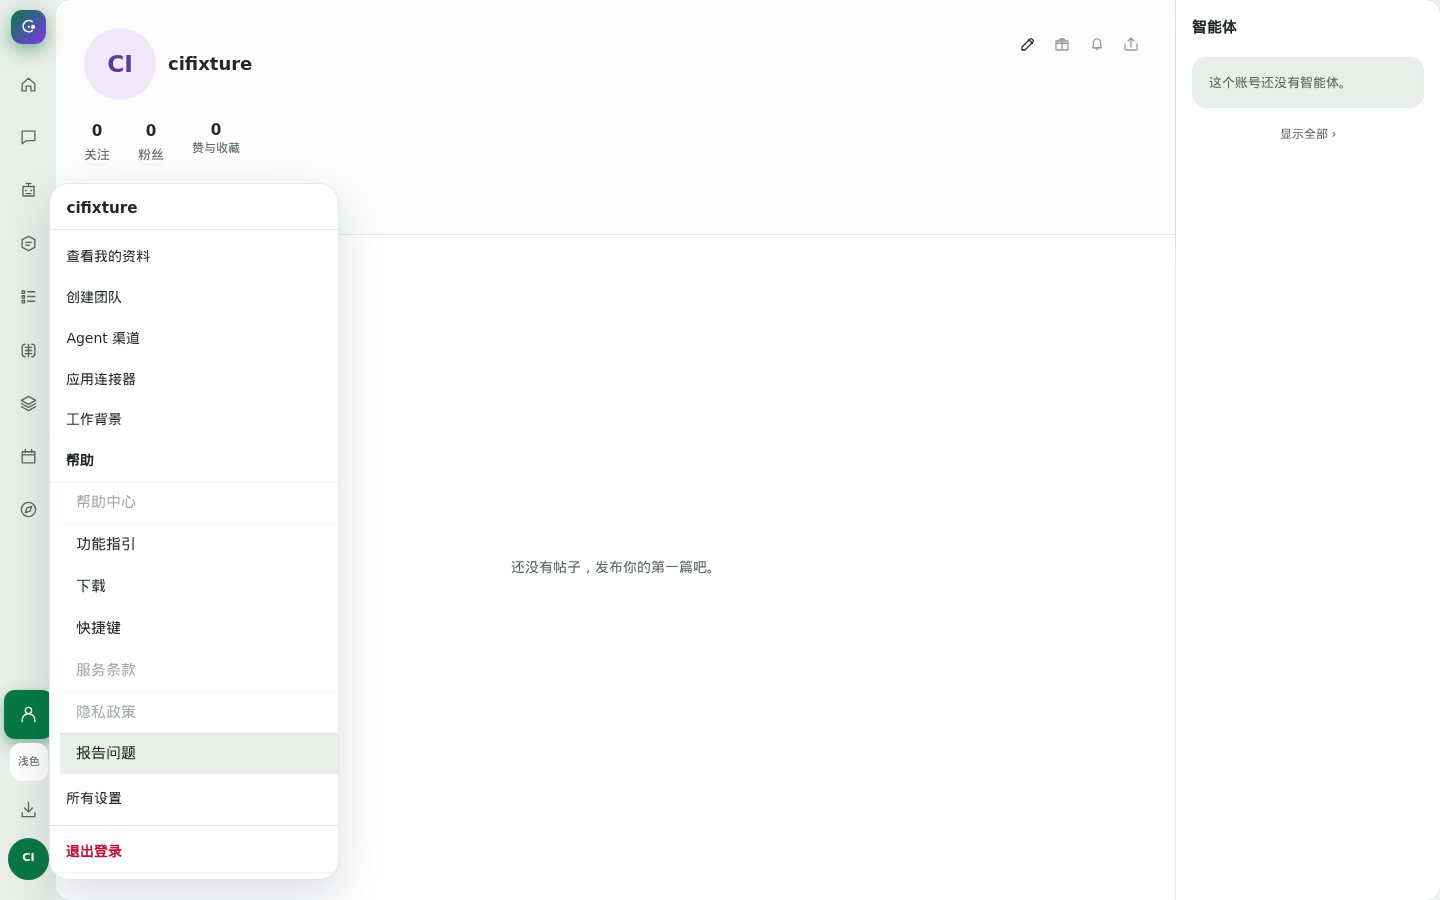 CI
cifixture
0
关注
0
粉丝
0
赞与收藏
cifixture
查看我的资料
创建团队
Agent 渠道
应用连接器
工作背景
帮助
帮助中心
功能指引
下载
快捷键
服务条款
隐私政策
报告问题
所有设置
退出登录
浅色
CI
还没有帖子，发布你的第一篇吧。
智能体
这个账号还没有智能体。
显示全部 ›